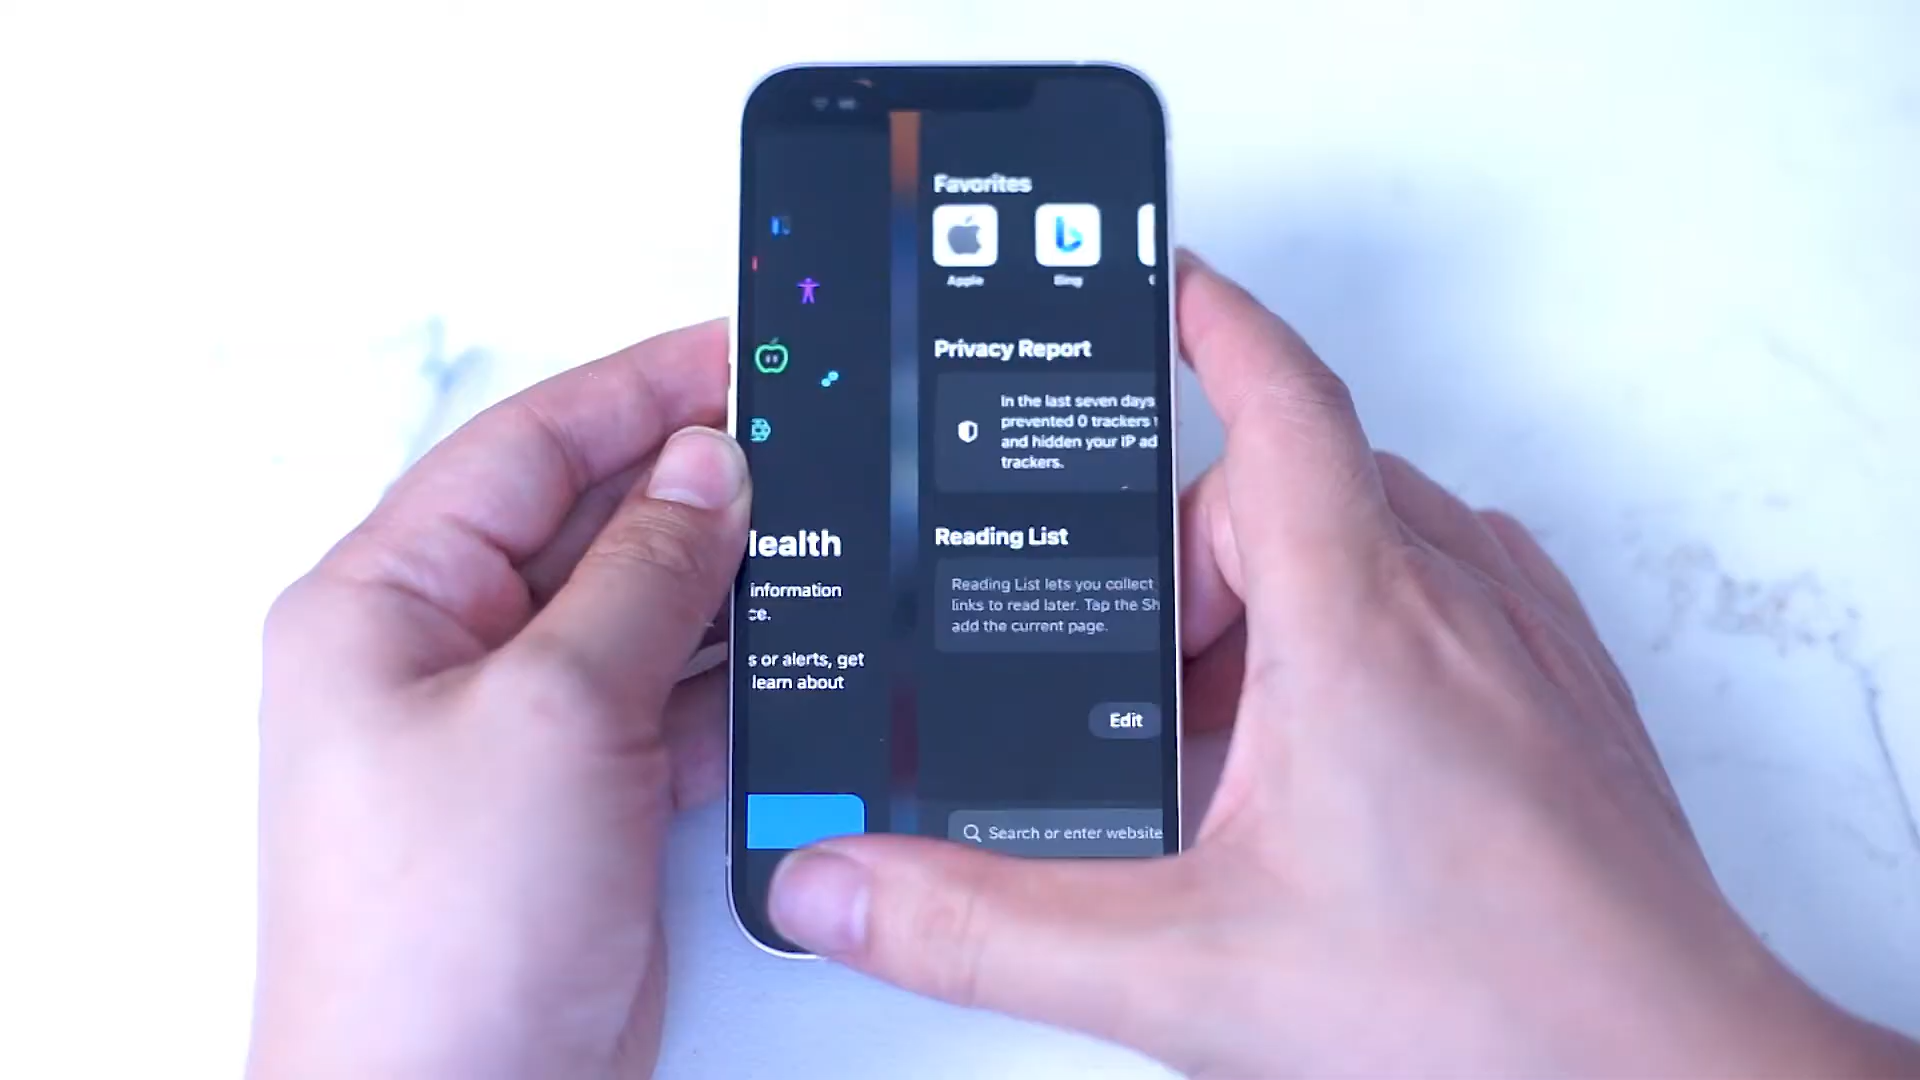 lealth
information
ce.
s or alerts, get
learn about
Favorites
Apple
Bing
Privacy Report
In the last seven days
prevented 0 trackers
and hidden your IP ad
trackers.
Reading List
Reading List lets you collect
links to read later. Tap the Sh
add the current page.
Edit
Search or enter website